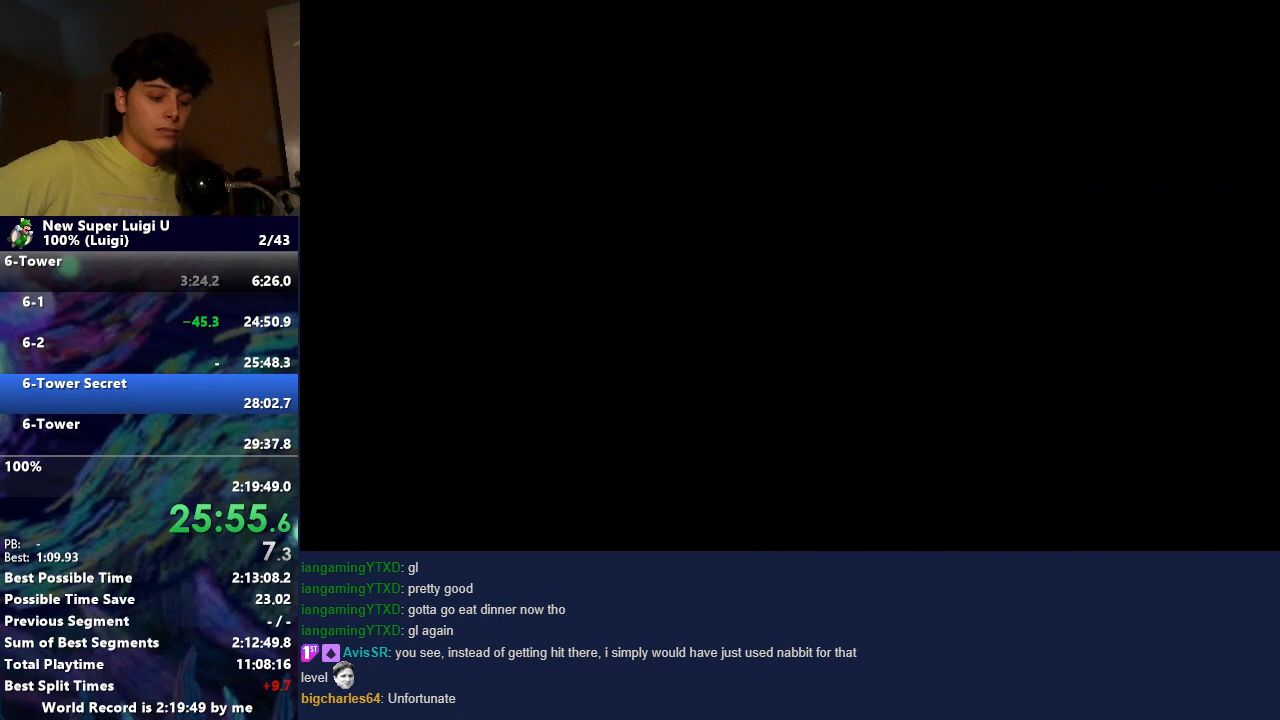 New Super Luigi U
100% (Luigi) 2/43
6-Tower
3:24.2 6:26.0
6-1
-45.3 24:50.9
6-2
- 25:48.3
6-Tower Secret
28:02.7
6-Tower
29:37.8
100%
2:19:49.0
25:55.6
PB: -
Best: 1:09.93 7.3
Best Possible Time 2:13:08.2
Possible Time Save 23.02
Previous Segment - / -
Sum of Best Segments 2:12:49.8
Total Playtime 11:08:16
Best Split Times +9.7
World Record is 2:19:49 by me
iangamingYTXD: gl
iangamingYTXD: pretty good
iangamingYTXD: gotta go eat dinner now tho
iangamingYTXD: gl again
1ST AvisSR: you see, instead of getting hit there, i simply would have just used nabbit for that
level
bigcharles64: Unfortunate